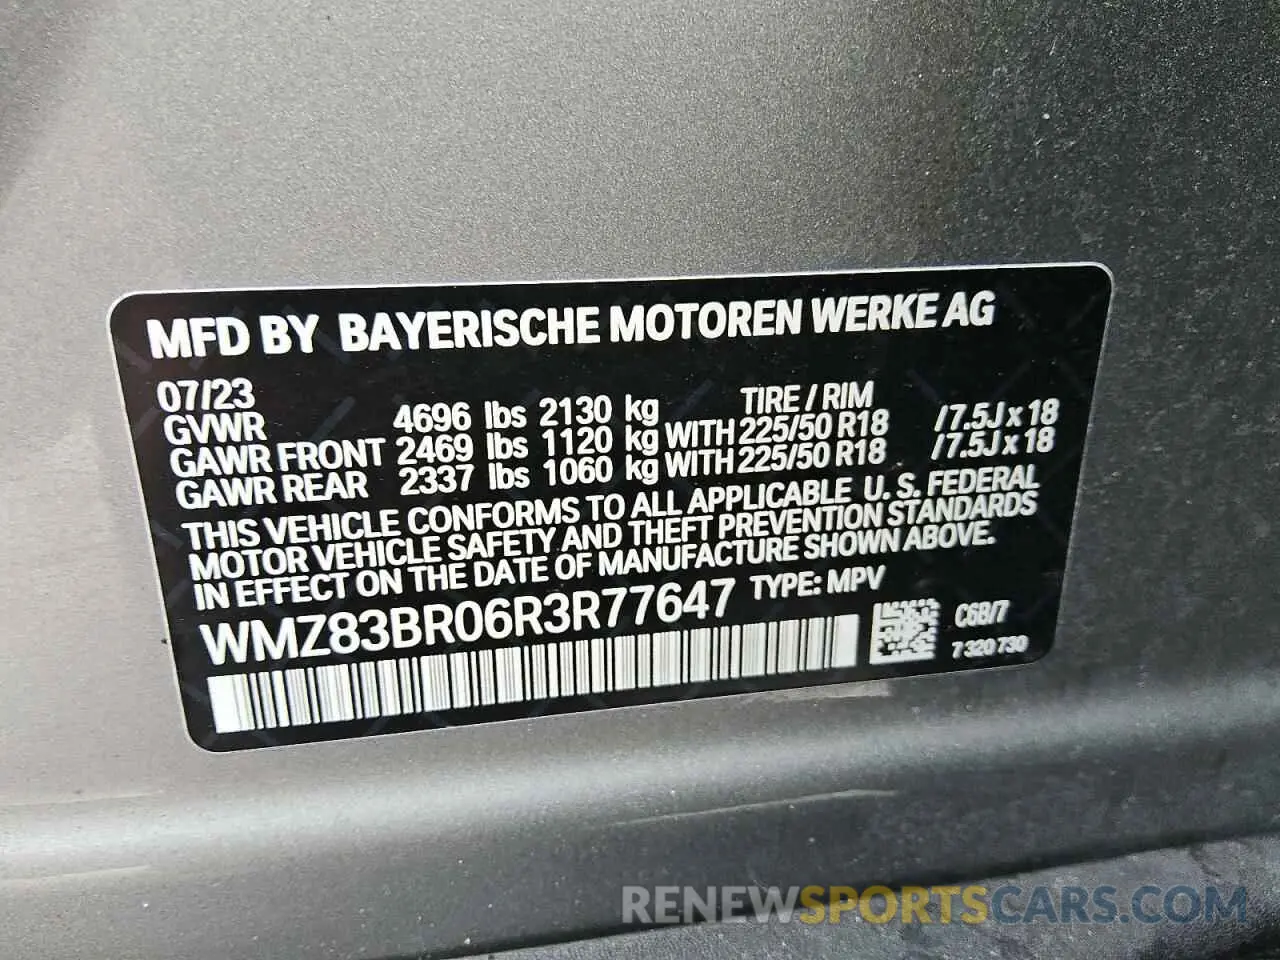 MFD BY BAYERISCHE MOTOREN WERKE AG
07/23 TIRE / RIM
GVWR 4696 lbs 2130 kg
GAWR FRONT 2469 lbs 1120 kg WITH 225/50 R18 /7.5J x 18
GAWR REAR 2337 lbs 1060 kg WITH 225/50 R18 /7.5J x 18
THIS VEHICLE CONFORMS TO ALL APPLICABLE U. S. FEDERAL
MOTOR VEHICLE SAFETY AND THEFT PREVENTION STANDARDS
IN EFFECT ON THE DATE OF MANUFACTURE SHOWN ABOVE.
WMZ83BR06R3R77647 TYPE: MPV
C6B/7
7 320 730
RENEWSPORTSCARS.COM